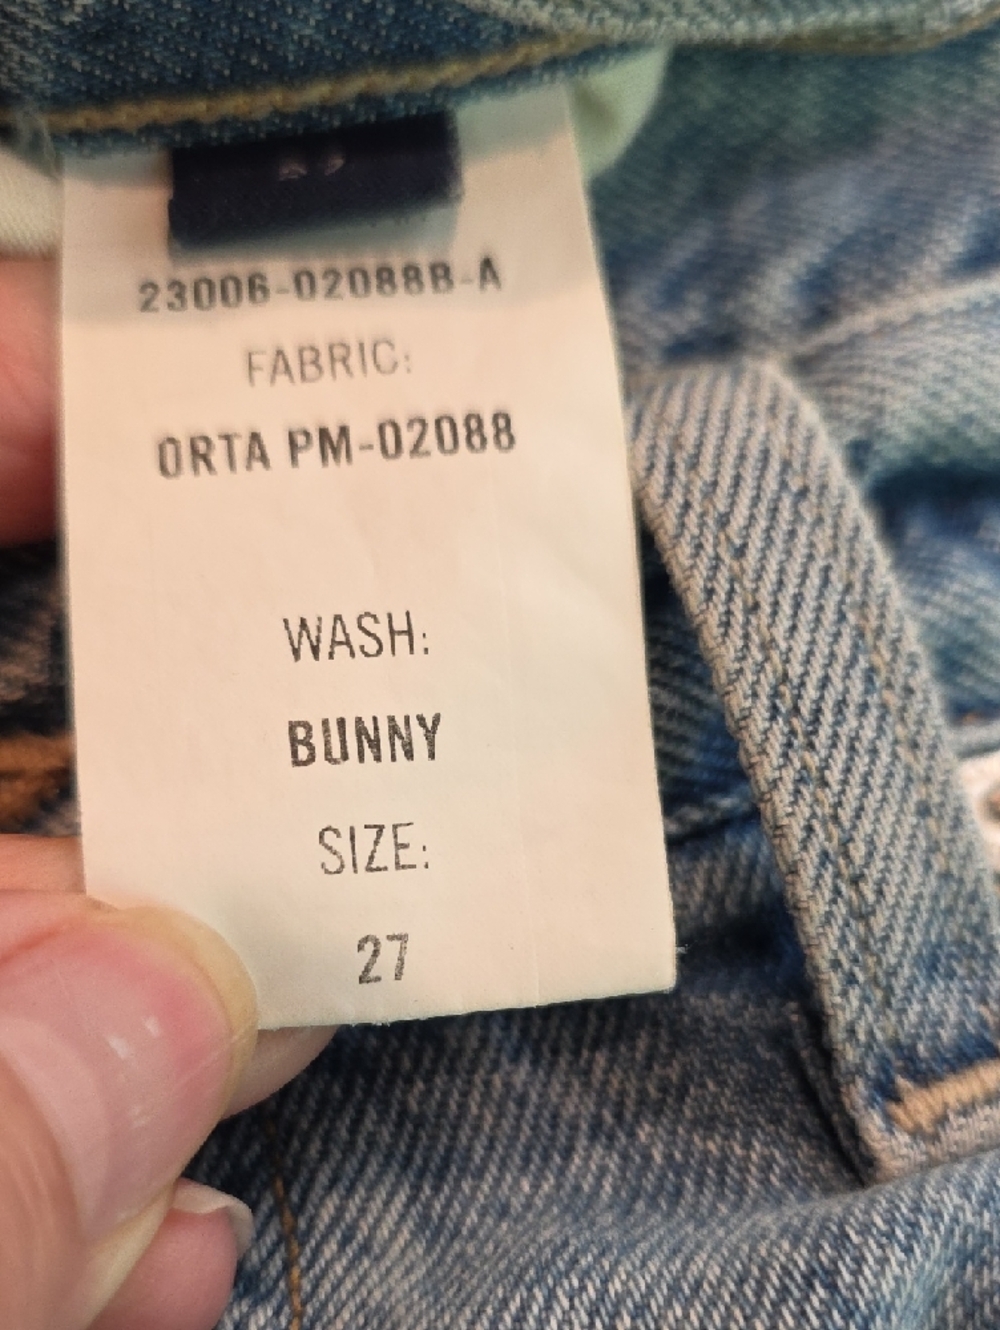 23006-02088B-A
FABRIC:
ORTA PM-02088
WASH:
BUNNY
SIZE:
27